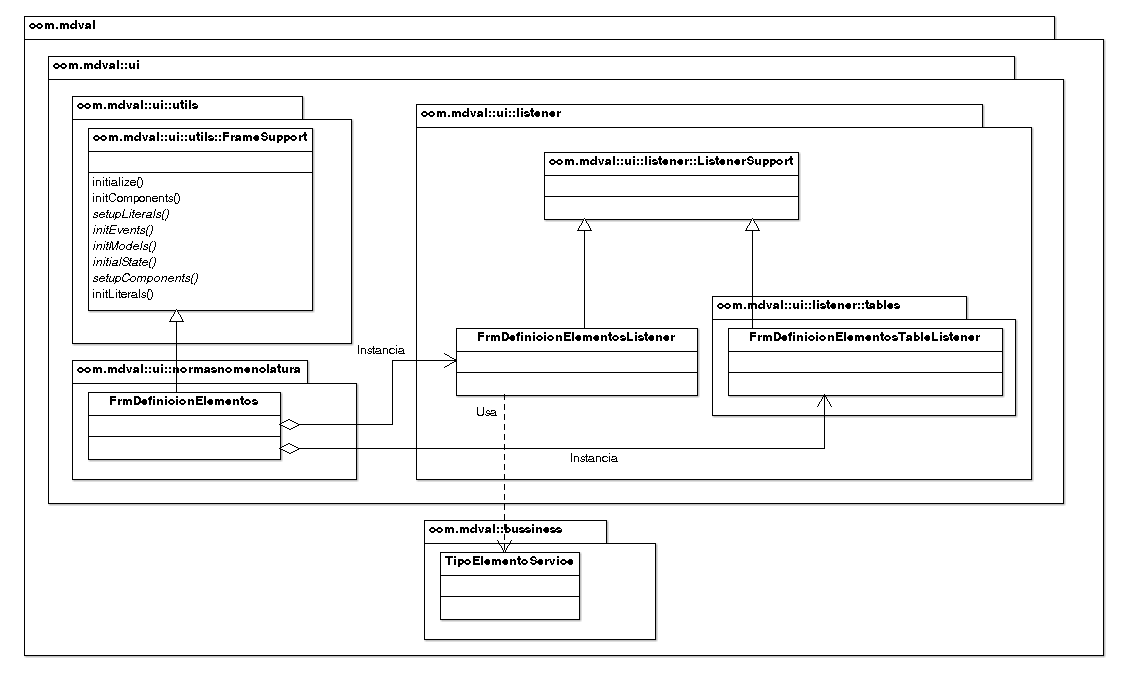 com.mdval
com.mdval::ui
com.mdval::ui::utils
com.mdval::ui::utils::FrameSupport
initialize()
initComponents()
setupLiterals()
initEvents()
initModels()
initialState()
setupComponents()
initLiterals()
com.mdval::ui::listener
com.mdval::ui::listener::ListenerSupport
com.mdval::ui::listener::tables
FrmDefinicionElementosListener
FrmDefinicionElementosTableListener
Instancia
com.mdval::ui::normasnomenclatura
FrmDefinicionElementos
Usa
Instancia
com.mdval::bussiness
TipoElementoService